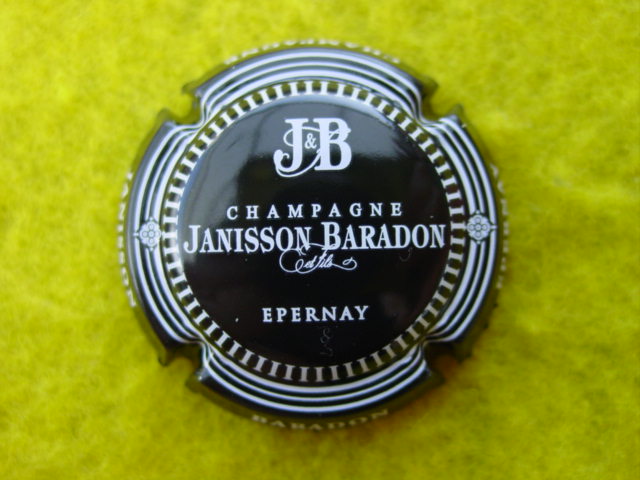 J&B
CHAMPAGNE
JANISSON BARADON
et fils
EPERNAY
BARADON